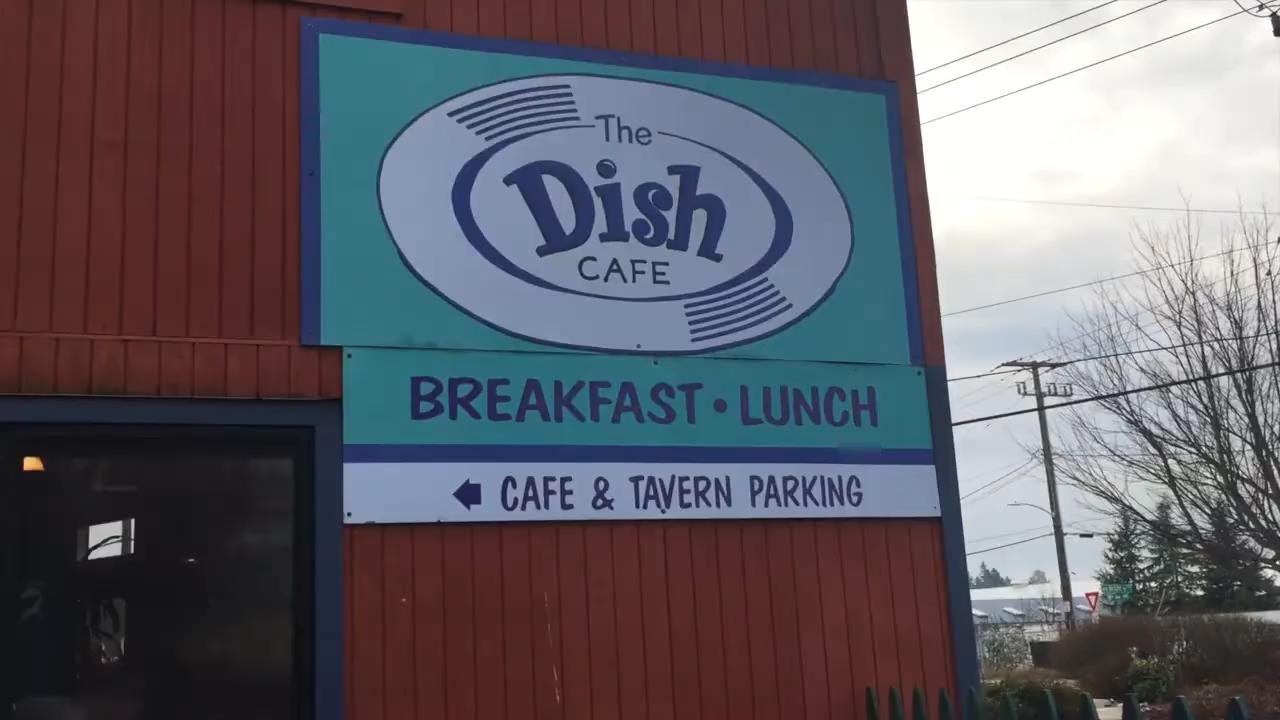 The
Dish
CAFE
BREAKFAST • LUNCH
CAFE & TAVERN PARKING